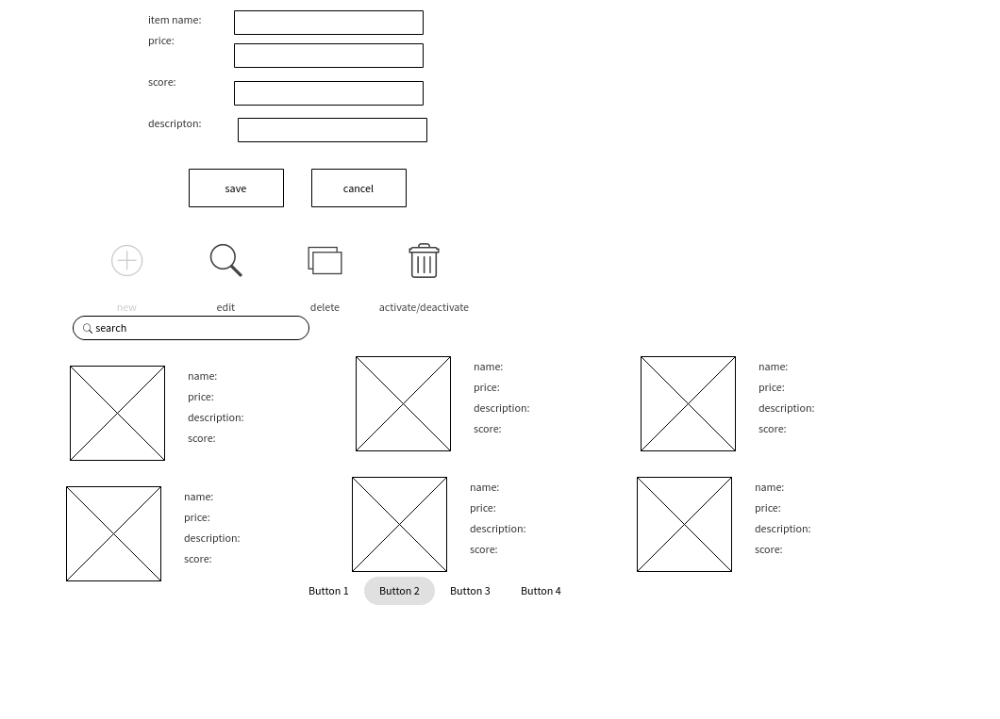 item name:
price:
score:
descripton:
save
cancel
new
edit
delete
activate/deactivate
search
name:
price:
description:
score:
name:
price:
description:
score:
name:
price:
description:
score:
name:
price:
description:
score:
name:
price:
description:
score:
name:
price:
description:
score:
Button 1
Button 2
Button 3
Button 4